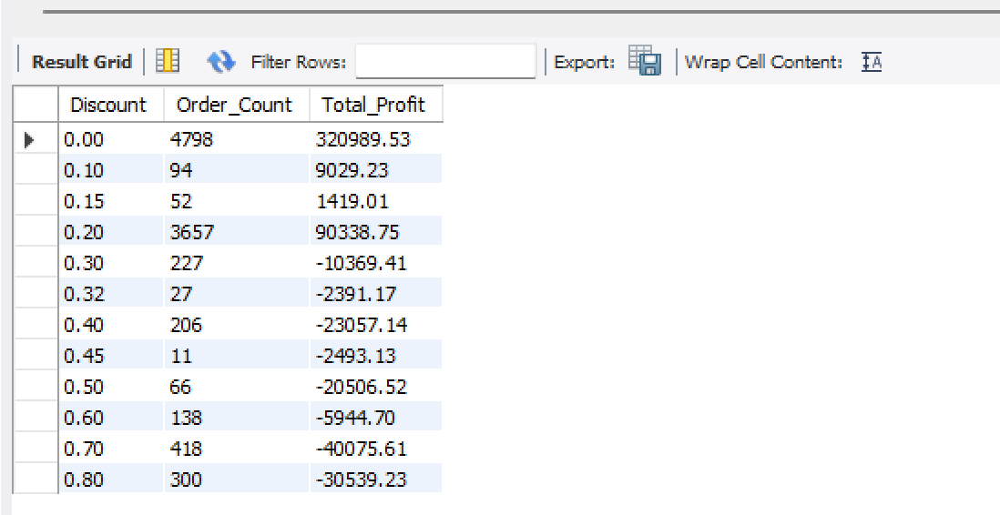 Result Grid Filter Rows: Export: Wrap Cell Content: IA
Discount Order_Count Total_Profit
0.00 4798 320989.53
0.10 94 9029.23
0.15 52 1419.01
0.20 3657 90338.75
0.30 227 -10369.41
0.32 27 -2391.17
0.40 206 -23057.14
0.45 11 -2493.13
0.50 66 -20506.52
0.60 138 -5944.70
0.70 418 -40075.61
0.80 300 -30539.23